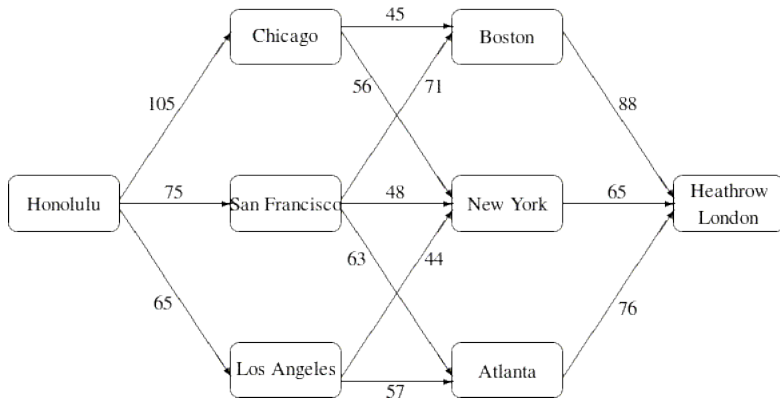 45
Chicago
Boston
56
71
105
88
75
48
65
Honolulu
San Francisco
New York
Heathrow
London
63
44
65
76
Los Angeles
Atlanta
57